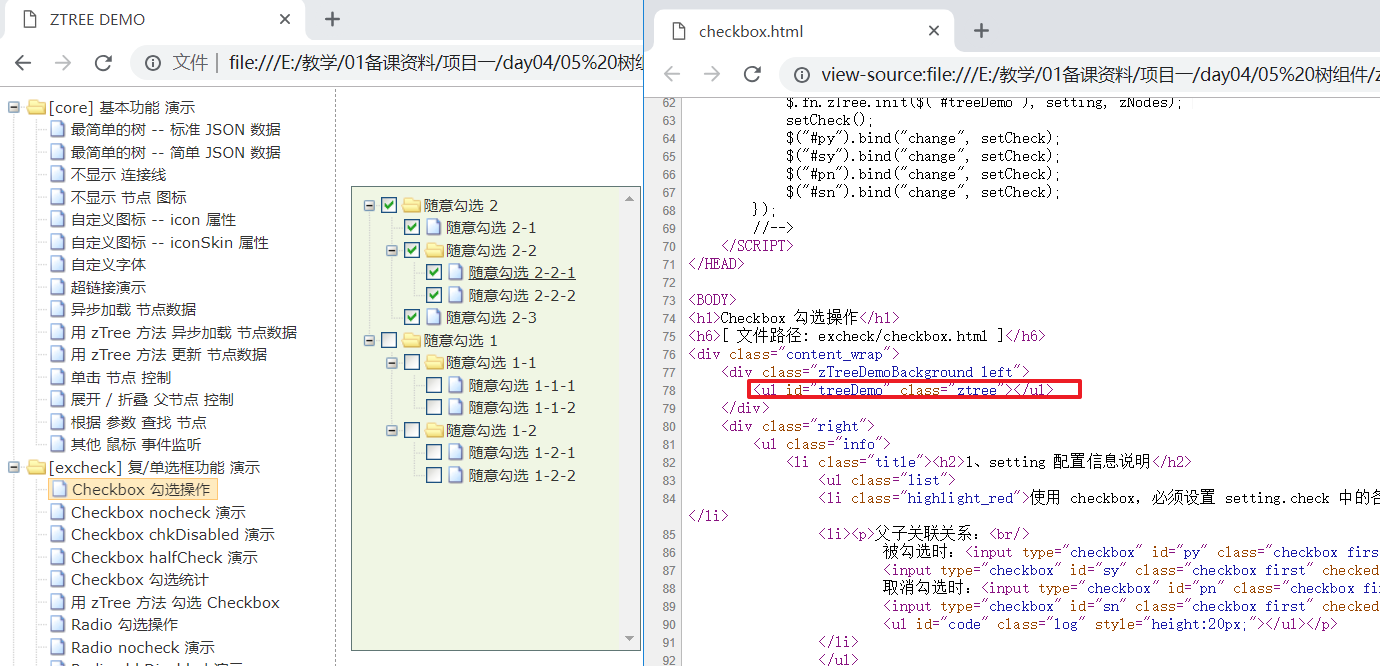 ZTREE DEMO
文件 | file:///E:/教学/01备课资料/项目一/day04/05%20树组
[core] 基本功能 演示
最简单的树 -- 标准 JSON 数据
最简单的树 -- 简单 JSON 数据
不显示 连接线
不显示 节点 图标
自定义图标 -- icon 属性
自定义图标 -- iconSkin 属性
自定义字体
超链接演示
异步加载 节点数据
用 zTree 方法 异步加载 节点数据
用 zTree 方法 更新 节点数据
单击 节点 控制
展开 / 折叠 父节点 控制
根据 参数 查找 节点
其他 鼠标 事件监听
[excheck] 复/单选框功能 演示
Checkbox 勾选操作
Checkbox nocheck 演示
Checkbox chkDisabled 演示
Checkbox halfCheck 演示
Checkbox 勾选统计
用 zTree 方法 勾选 Checkbox
Radio 勾选操作
Radio nocheck 演示
随意勾选 2
随意勾选 2-1
随意勾选 2-2
随意勾选 2-2-1
随意勾选 2-2-2
随意勾选 2-3
随意勾选 1
随意勾选 1-1
随意勾选 1-1-1
随意勾选 1-1-2
随意勾选 1-2
随意勾选 1-2-1
随意勾选 1-2-2
checkbox.html
view-source:file:///E:/教学/01备课资料/项目一/day04/05%20树组件/z
62 $.fn.zTree.init($("#treeDemo"), setting, zNodes);
63 setCheck();
64 $("#py").bind("change", setCheck);
65 $("#sy").bind("change", setCheck);
66 $("#pn").bind("change", setCheck);
67 $("#sn").bind("change", setCheck);
68 });
69 //-->
70 </SCRIPT>
71 </HEAD>
72
73 <BODY>
74 <h1>Checkbox 勾选操作</h1>
75 <h6>[ 文件路径: excheck/checkbox.html ]</h6>
76 <div class="content_wrap">
77 <div class="zTreeDemoBackground left">
78 <ul id="treeDemo" class="ztree"></ul>
79 </div>
80 <div class="right">
81 <ul class="info">
82 <li class="title"><h2>1、setting 配置信息说明</h2>
83 <ul class="list">
84 <li class="highlight_red">使用 checkbox，必须设置 setting.check 中的各
</li>
85 <li><p>父子关联关系：<br/>
86 被勾选时：<input type="checkbox" id="py" class="checkbox firs
87 <input type="checkbox" id="sy" class="checkbox first" checked
88 取消勾选时：<input type="checkbox" id="pn" class="checkbox fi
89 <input type="checkbox" id="sn" class="checkbox first" checked
90 <ul id="code" class="log" style="height:20px;"></ul></p>
91 </li>
92 </ul>